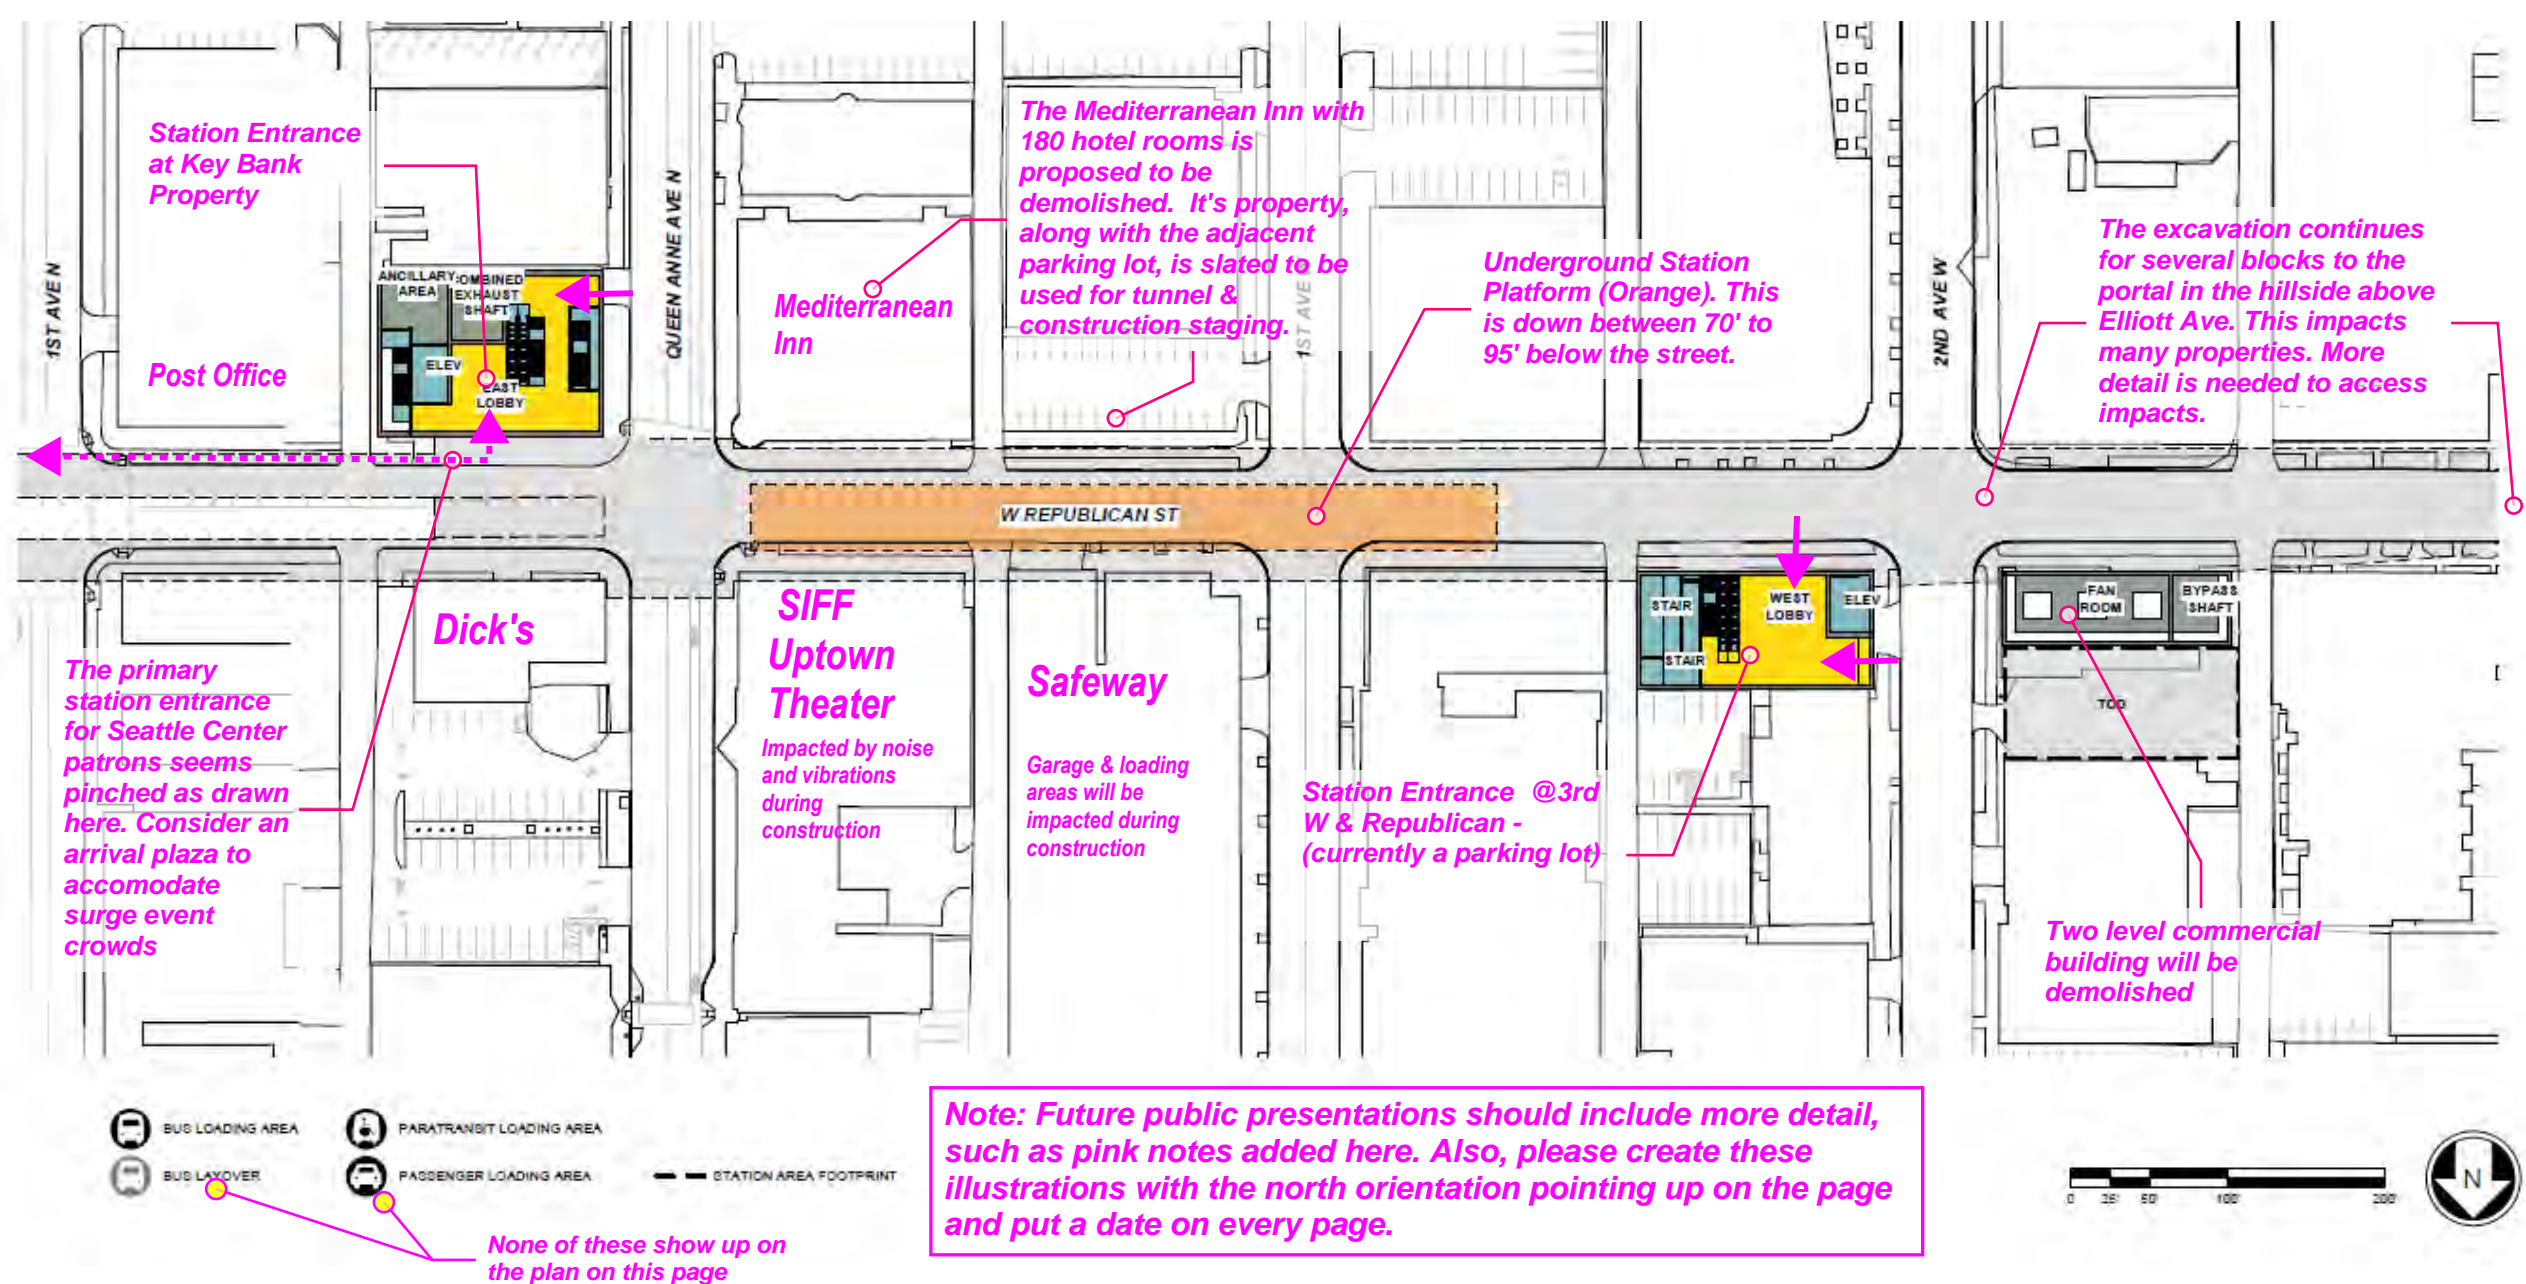 Station Entrance
at Key Bank
Property
The Mediterranean Inn with
180 hotel rooms is
proposed to be
demolished. It's property,
along with the adjacent
parking lot, is slated to be
used for tunnel &
construction staging.
Underground Station
Platform (Orange). This
is down between 70' to
95' below the street.
The excavation continues
for several blocks to the
portal in the hillside above
Elliott Ave. This impacts
many properties. More
detail is needed to access
impacts.
1ST AVE N
QUEEN ANNE AVE N
1ST AVE
2ND AVE W
ANCILLARY
AREA
COMBINED
EXHAUST
SHAFT
ELEV
EAST
LOBBY
Post Office
Mediterranean
Inn
W REPUBLICAN ST
Dick's
SIFF
Uptown
Theater
Impacted by noise
and vibrations
during
construction
Safeway
Garage & loading
areas will be
impacted during
construction
STAIR
STAIR
WEST
LOBBY
ELEV
FAN
ROOM
BYPASS
SHAFT
TOD
The primary
station entrance
for Seattle Center
patrons seems
pinched as drawn
here. Consider an
arrival plaza to
accomodate
surge event
crowds
Station Entrance @3rd
W & Republican -
(currently a parking lot)
Two level commercial
building will be
demolished
BUS LOADING AREA
PARATRANSIT LOADING AREA
BUS LAYOVER
PASSENGER LOADING AREA
STATION AREA FOOTPRINT
None of these show up on
the plan on this page
Note: Future public presentations should include more detail,
such as pink notes added here. Also, please create these
illustrations with the north orientation pointing up on the page
and put a date on every page.
0 25' 50' 100' 200'
N